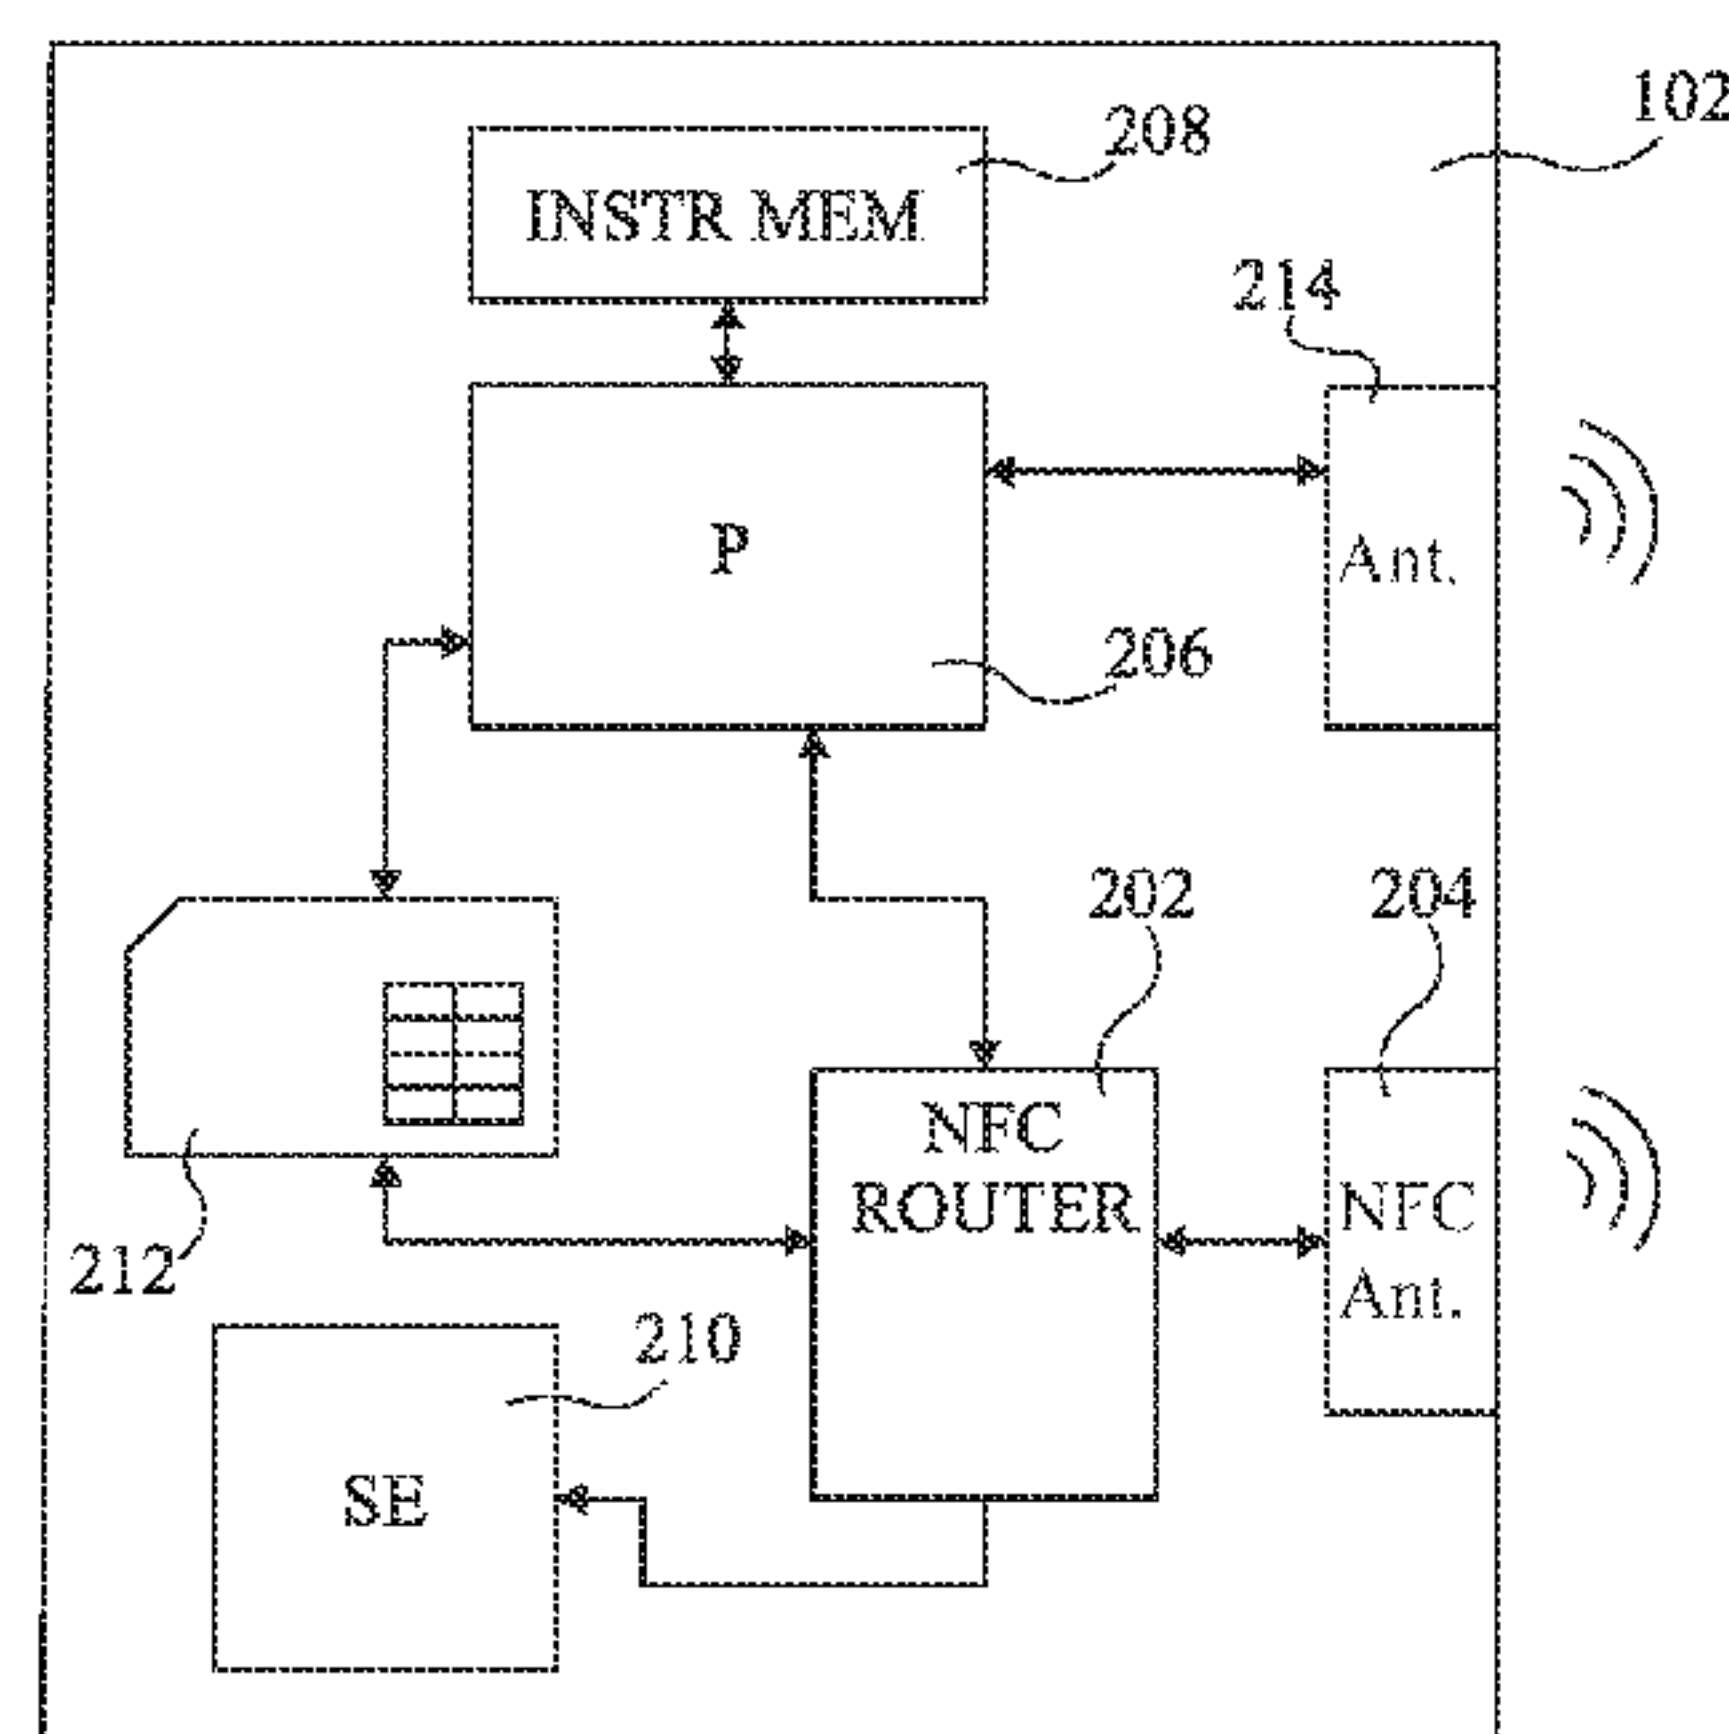 102
208
INSTR MEM
214
P
Ant.
206
202
204
NFC
ROUTER
NFC
Ant.
212
210
SE